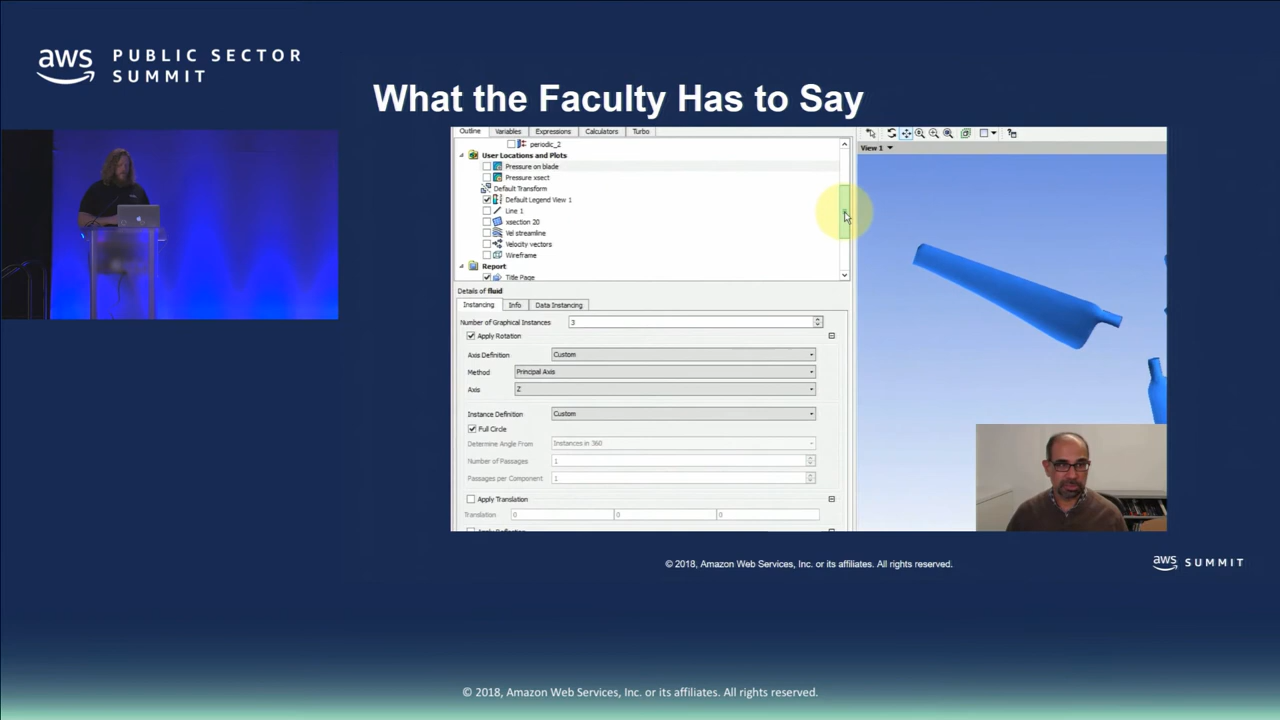 aws PUBLIC SECTOR
SUMMIT
What the Faculty Has to Say
Outline Variables Expressions Calculators Turbo
periodic_2
User Locations and Plots
Pressure on blade
Pressure xsect
Default Transform
Default Legend View 1
Line 1
xsection 20
Vel streamline
Velocity vectors
Wireframe
Report
Title Page
View 1
Details of fluid
Instancing Info Data Instancing
Number of Graphical Instances 3
Apply Rotation
Axis Definition Custom
Method Principal Axis
Axis Z
Instance Definition Custom
Full Circle
Determine Angle From Instances in 360
Number of Passages 1
Passages per Component 1
Apply Translation
Translation 0 0 0
© 2018, Amazon Web Services, Inc. or its affiliates. All rights reserved.
aws SUMMIT
© 2018, Amazon Web Services, Inc. or its affiliates. All rights reserved.